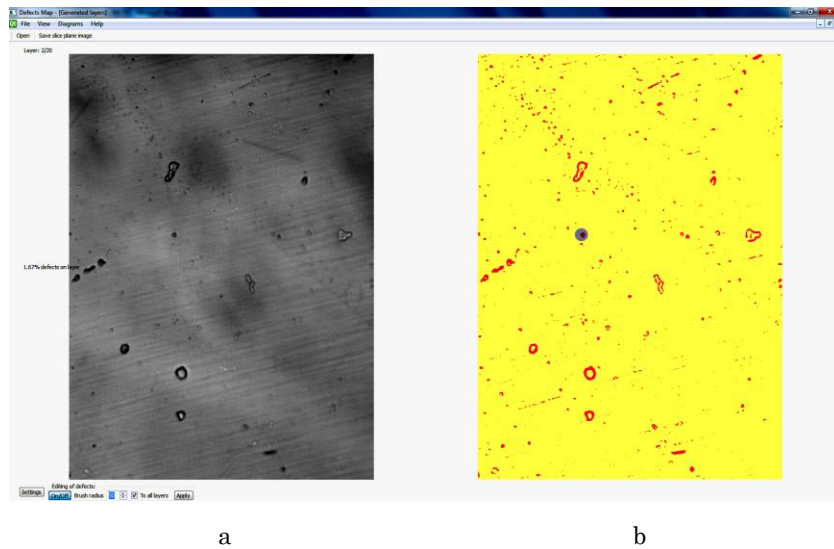 Defects Map - [Generated layers]
File View Diagrams Help
Open Save slice plane image
Layer: 2/20
1.67% defects on layer
Editing of defects:
Settings On/Off Brush radius To all layers Apply
a b